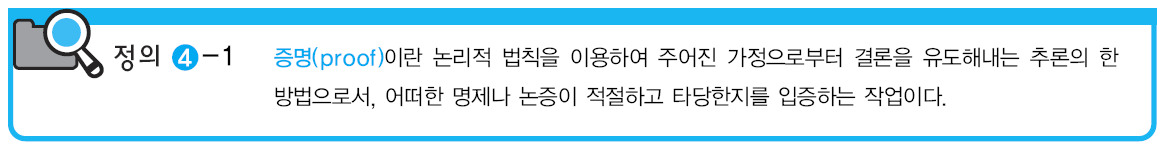 정의 4-1 증명(proof)이란 논리적 법칙을 이용하여 주어진 가정으로부터 결론을 유도해내는 추론의 한
방법으로서, 어떠한 명제나 논증이 적절하고 타당한지를 입증하는 작업이다.